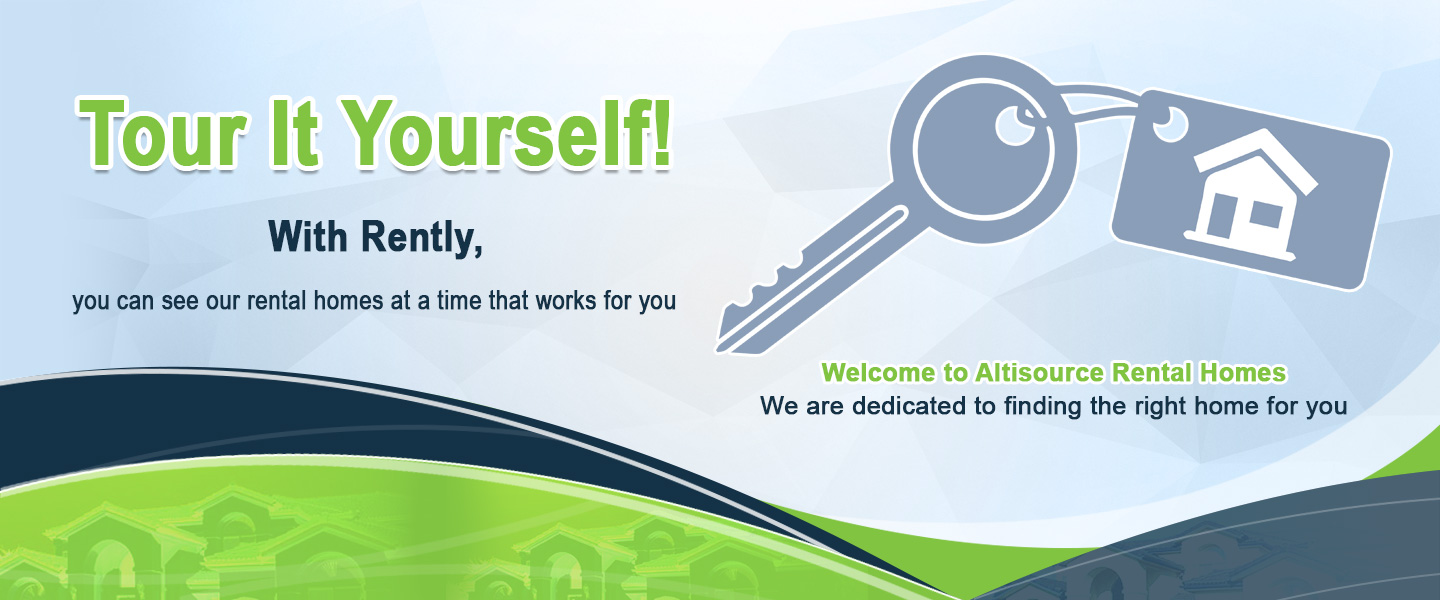 Tour It Yourself!
With Rently,
you can see our rental homes at a time that works for you
Welcome to Altisource Rental Homes
We are dedicated to finding the right home for you